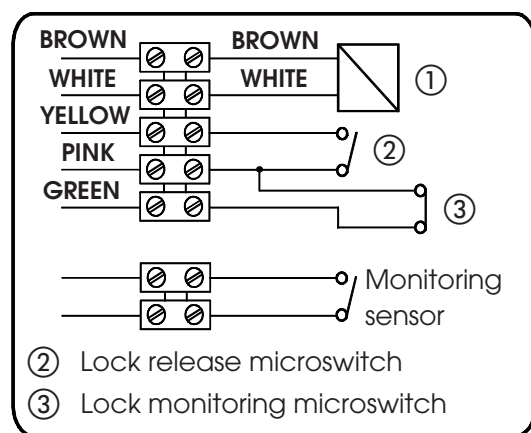 BROWN BROWN
WHITE WHITE
①
YELLOW
②
PINK
GREEN
③
Monitoring
sensor
② Lock release microswitch
③ Lock monitoring microswitch